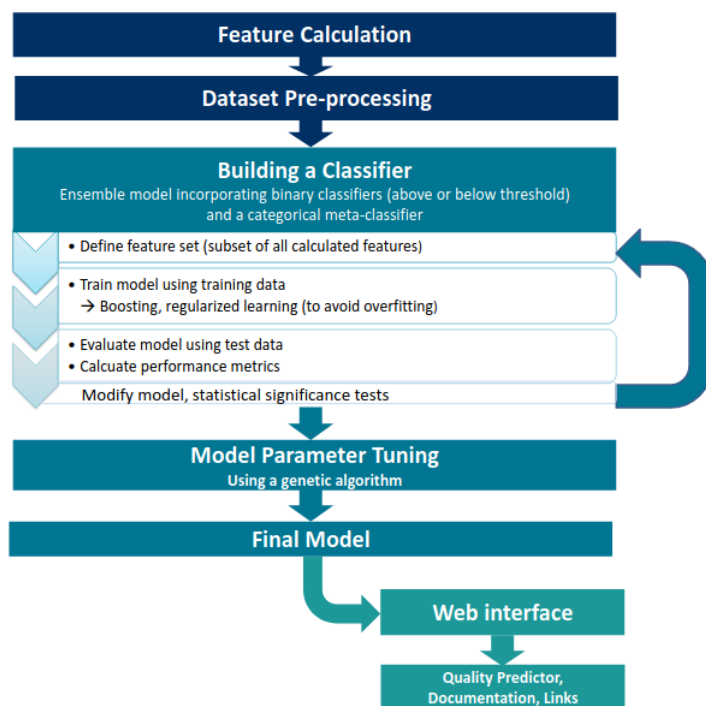 Feature Calculation
Dataset Pre-processing
Building a Classifier
Ensemble model incorporating binary classifiers (above or below threshold)
and a categorical meta-classifier
• Define feature set (subset of all calculated features)
• Train model using training data
→ Boosting, regularized learning (to avoid overfitting)
• Evaluate model using test data
• Calcuate performance metrics
Modify model, statistical significance tests
Model Parameter Tuning
Using a genetic algorithm
Final Model
Web interface
Quality Predictor,
Documentation, Links